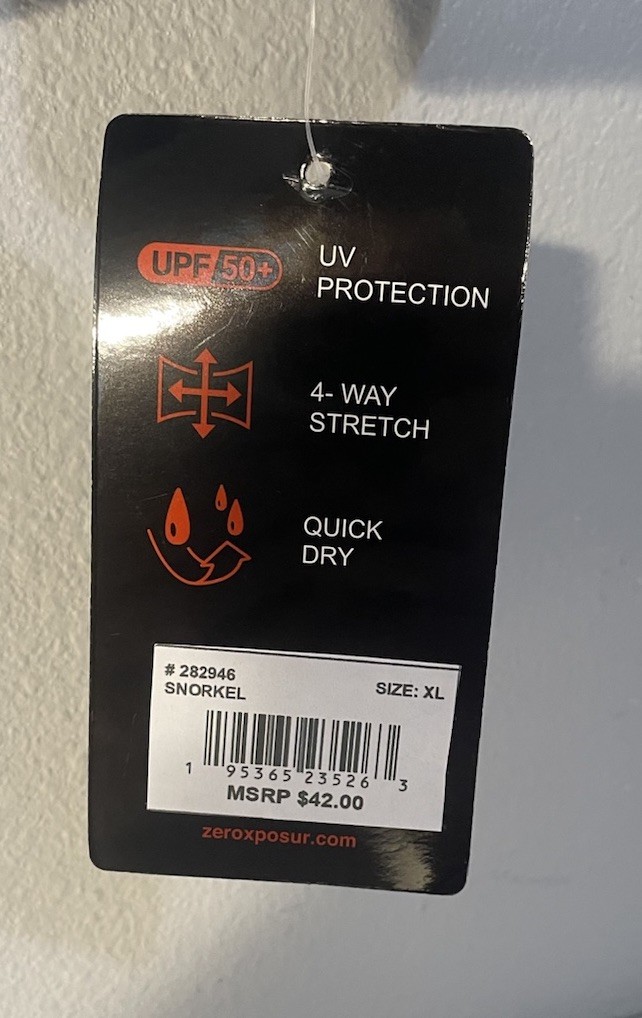 UPF 50+
UV
PROTECTION
4- WAY
STRETCH
QUICK
DRY
# 282946
SNORKEL
SIZE: XL
1 95365 23526 3
MSRP $42.00
zeroxposur.com